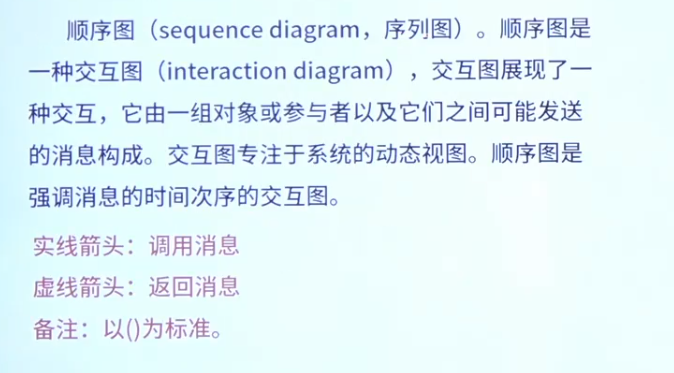 顺序图（sequence diagram，序列图）。顺序图是
一种交互图（interaction diagram），交互图展现了一
种交互，它由一组对象或参与者以及它们之间可能发送
的消息构成。交互图专注于系统的动态视图。顺序图是
强调消息的时间次序的交互图。
实线箭头：调用消息
虚线箭头：返回消息
备注：以()为标准。